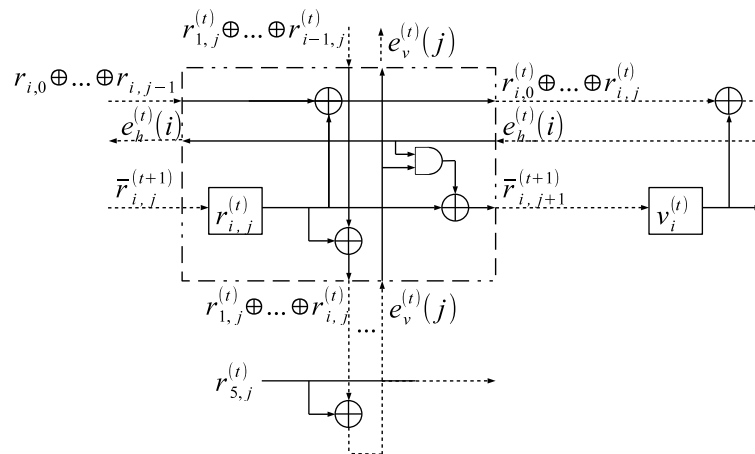 r_{1,j}^{(t)} ⊕...⊕ r_{i-1,j}^{(t)}
e_v^{(t)}(j)
r_{i,0} ⊕...⊕ r_{i,j-1}
r_{i,0}^{(t)} ⊕...⊕ r_{i,j}^{(t)}
e_h^{(t)}(i)
e_h^{(t)}(i)
r̄_{i,j}^{(t+1)}
r_{i,j}^{(t)}
r̄_{i,j+1}^{(t+1)}
v_i^{(t)}
r_{1,j}^{(t)} ⊕...⊕ r_{i,j}^{(t)}
e_v^{(t)}(j)
...
r_{5,j}^{(t)}